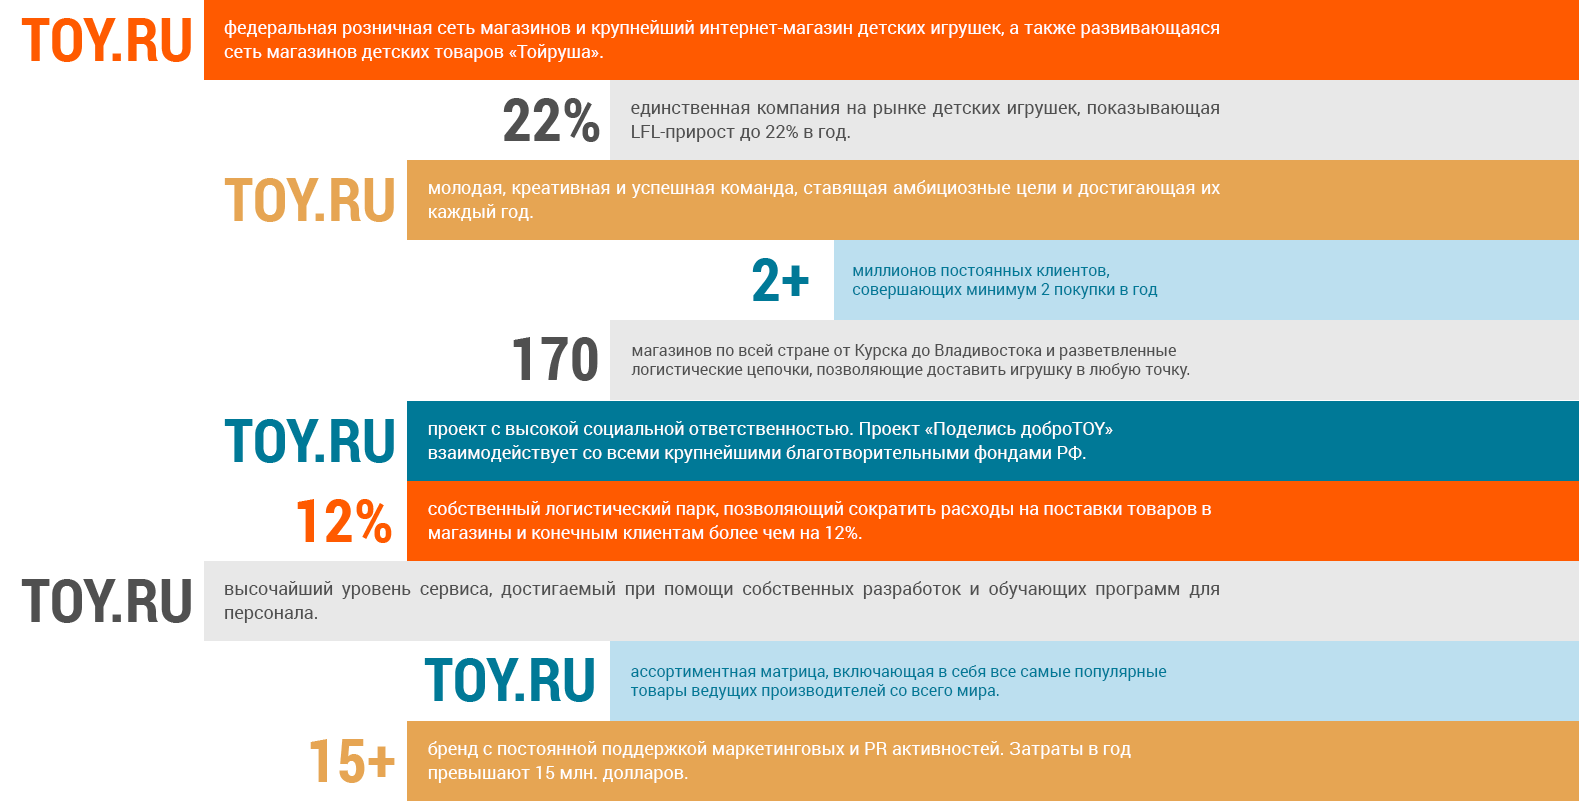 TOY.RU
федеральная розничная сеть магазинов и крупнейший интернет-магазин детских игрушек, а также развивающаяся
сеть магазинов детских товаров «Тойруша».
22%
единственная компания на рынке детских игрушек, показывающая
LFL-прирост до 22% в год.
TOY.RU
молодая, креативная и успешная команда, ставящая амбициозные цели и достигающая их
каждый год.
2+
миллионов постоянных клиентов,
совершающих минимум 2 покупки в год
170
магазинов по всей стране от Курска до Владивостока и разветвленные
логистические цепочки, позволяющие доставить игрушку в любую точку.
TOY.RU
проект с высокой социальной ответственностью. Проект «Поделись доброTOY»
взаимодействует со всеми крупнейшими благотворительными фондами РФ.
12%
собственный логистический парк, позволяющий сократить расходы на поставки товаров в
магазины и конечным клиентам более чем на 12%.
TOY.RU
высочайший уровень сервиса, достигаемый при помощи собственных разработок и обучающих программ для
персонала.
TOY.RU
ассортиментная матрица, включающая в себя все самые популярные
товары ведущих производителей со всего мира.
15+
бренд с постоянной поддержкой маркетинговых и PR активностей. Затраты в год
превышают 15 млн. долларов.